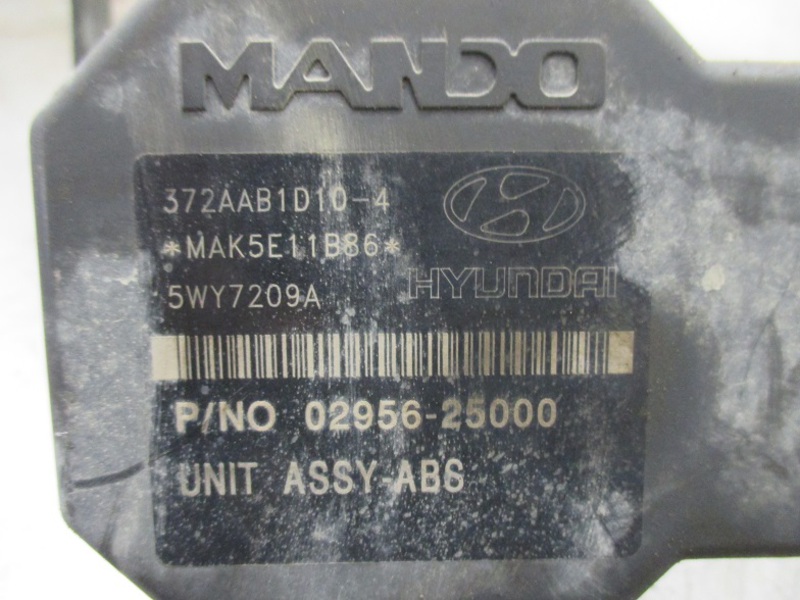 MANDO
372AAB1D10-4
*MAK5E11B86*
5WY7209A
HYUNDAI
P/NO 02956-25000
UNIT ASSY-ABS